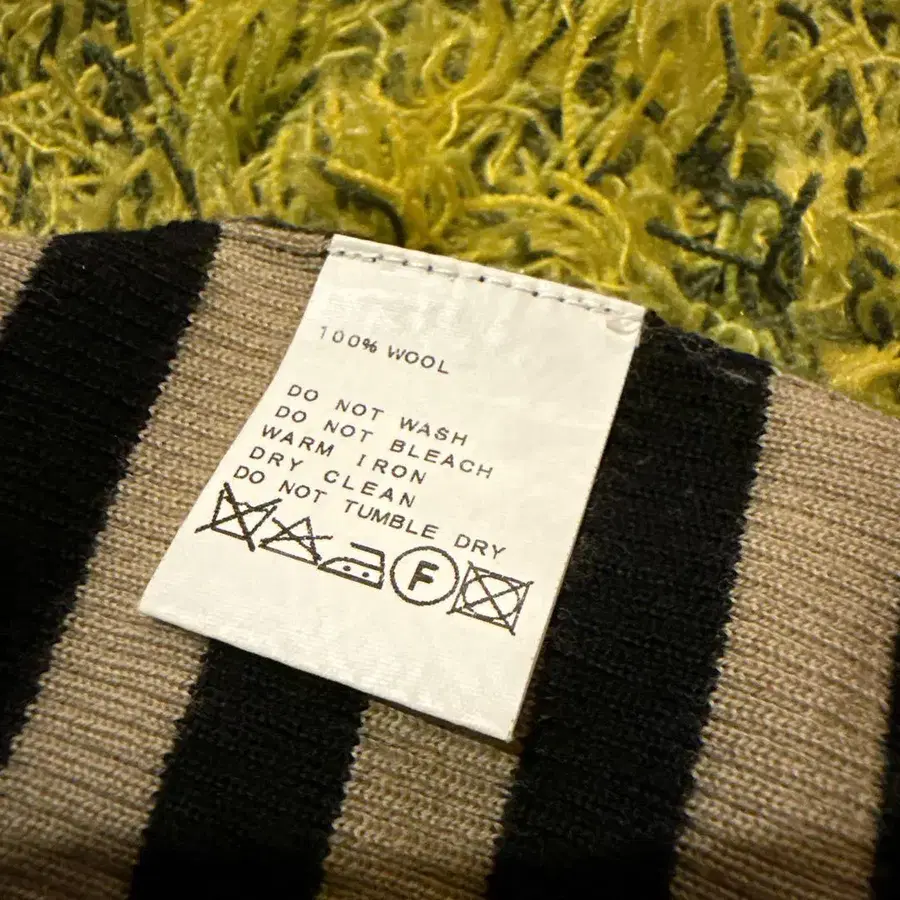 100% WOOL
DO NOT WASH
DO NOT BLEACH
WARM IRON
DRY CLEAN
DO NOT TUMBLE DRY
F